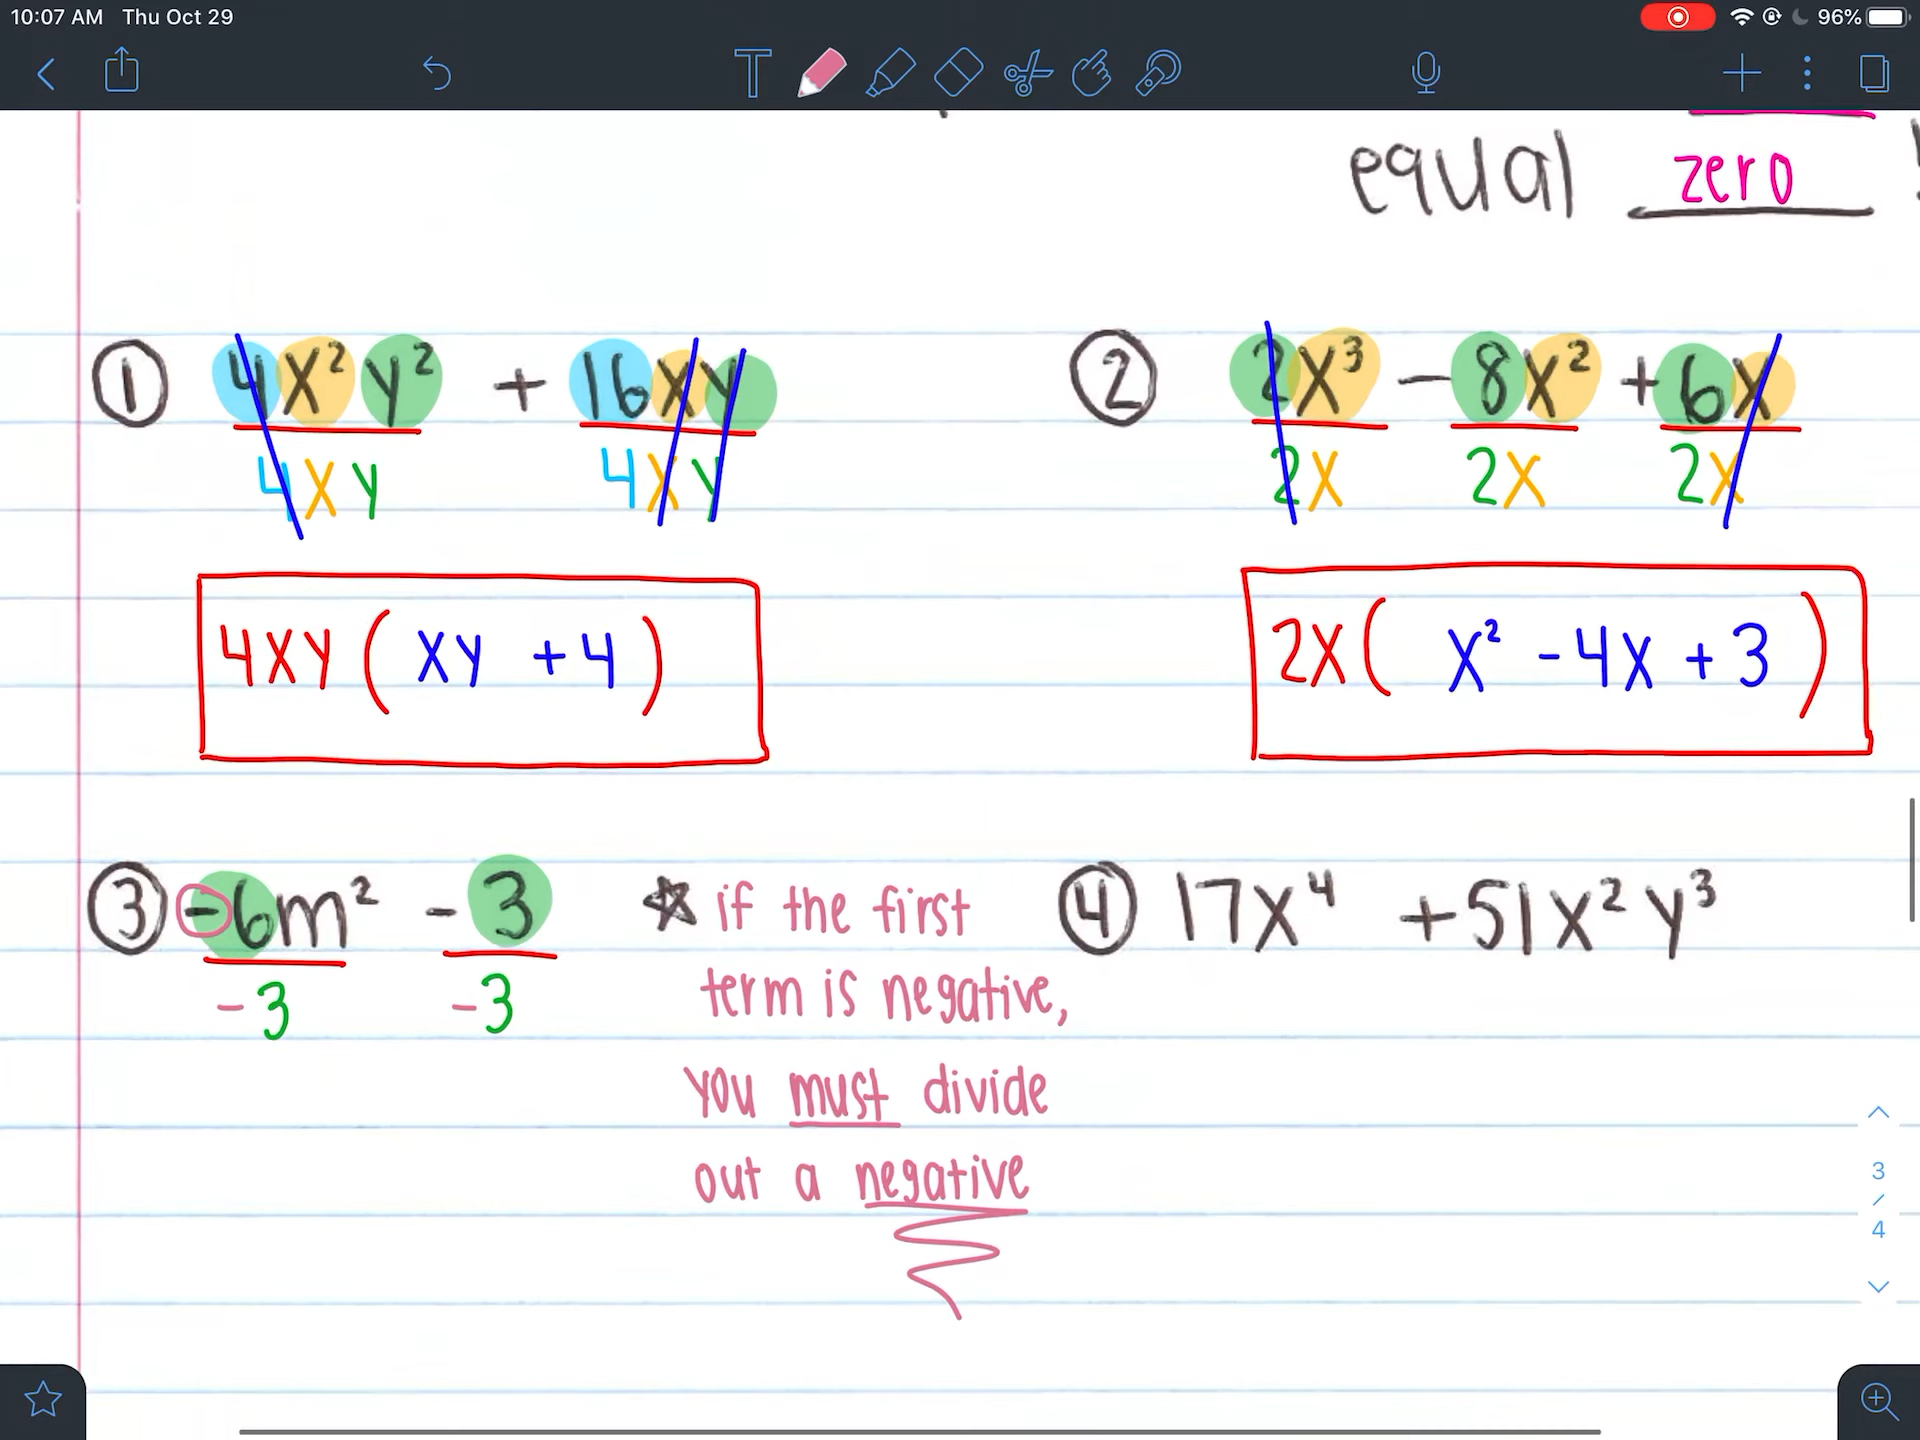 10:07 AM Thu Oct 29
96%
equal zero !
① 4x²y² + 16xy
4xy 4xy
4xy ( xy + 4 )
② 2x³ - 8x² + 6x
2x 2x 2x
2x ( x² - 4x + 3 )
③ -6m² - 3
-3 -3
☆ if the first
term is negative,
you must divide
out a negative
④ 17x⁴ + 51x²y³
3
/
4